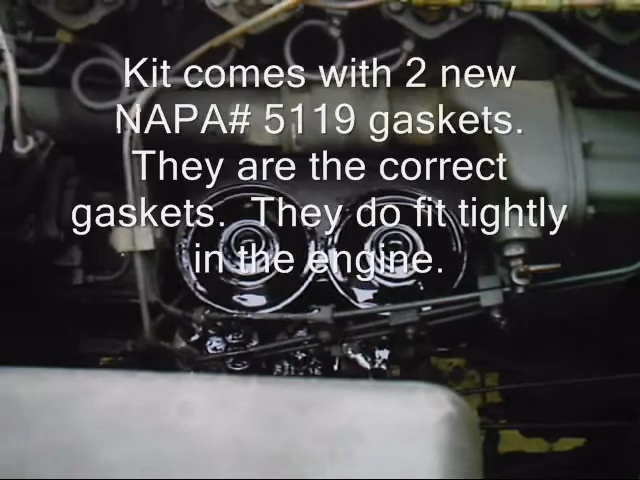 Kit comes with 2 new
NAPA# 5119 gaskets.
They are the correct
gaskets.  They do fit tightly
in the engine.